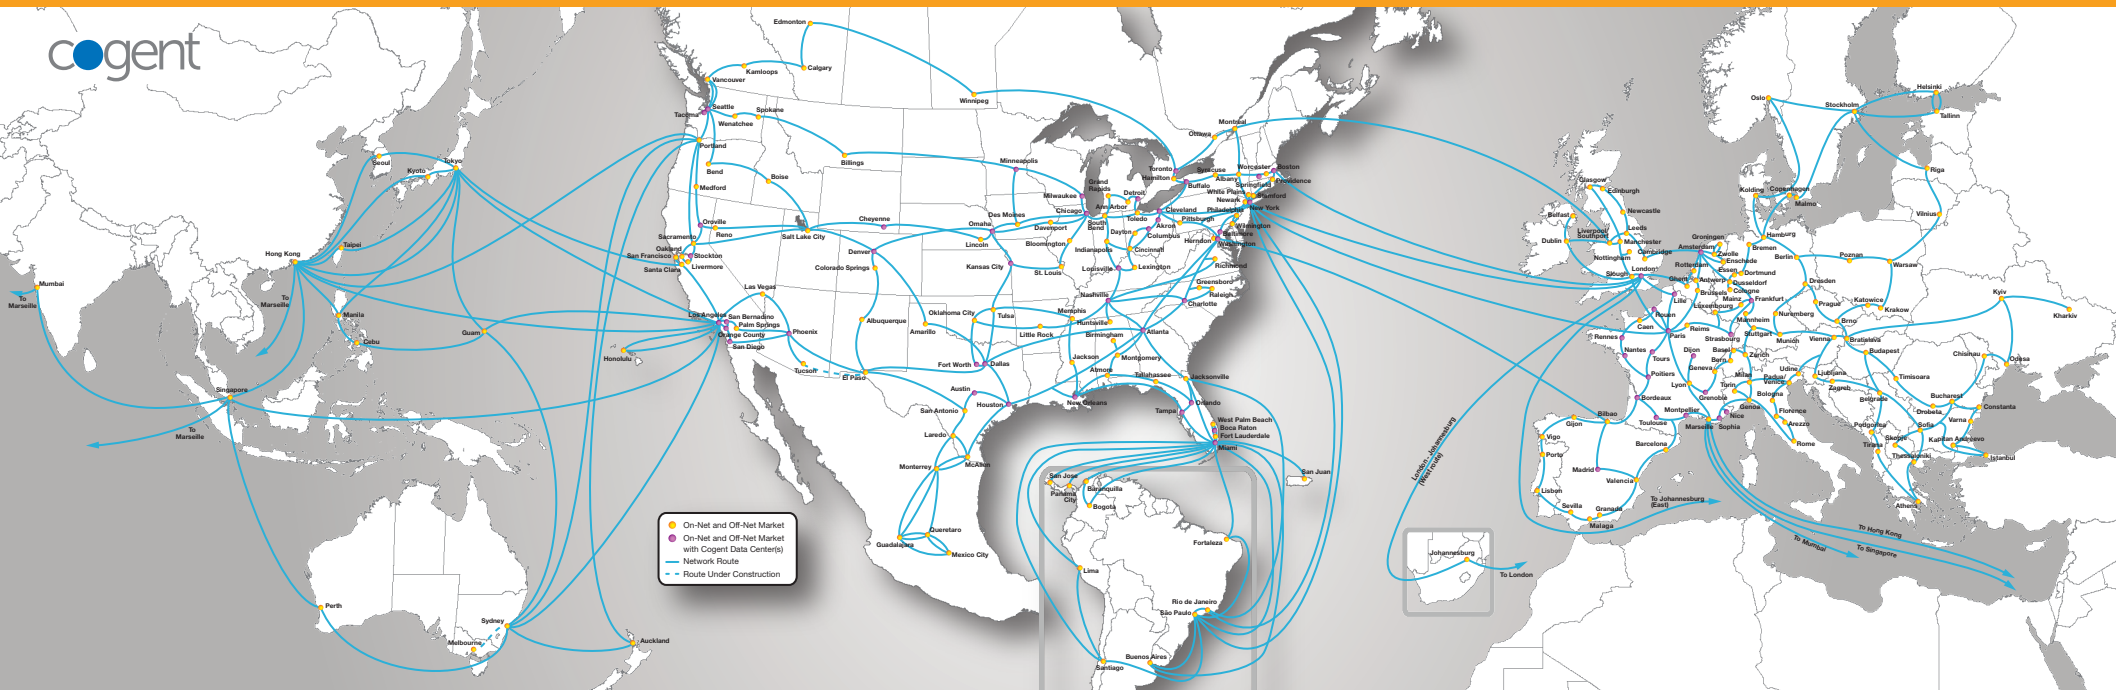 cogent
Edmonton
Calgary
Kamloops
Vancouver
Winnipeg
Seattle
Tacoma
Spokane
Wenatchee
Portland
Bend
Billings
Boise
Medford
Minneapolis
Oroville
Reno
Sacramento
Oakland
San Francisco
Stockton
Santa Clara
Livermore
Salt Lake City
Cheyenne
Denver
Colorado Springs
Omaha
Lincoln
Des Moines
Davenport
Bloomington
Kansas City
St. Louis
Las Vegas
Los Angeles
San Bernadino
Palm Springs
Orange County
San Diego
Phoenix
Tucson
El Paso
Albuquerque
Amarillo
Oklahoma City
Tulsa
Little Rock
Memphis
Fort Worth
Dallas
Austin
Houston
San Antonio
Laredo
McAllen
Monterrey
Queretaro
Guadalajara
Mexico City
Honolulu
Montreal
Ottawa
Toronto
Hamilton
Buffalo
Syracuse
Albany
Worcester
Boston
Springfield
Providence
White Plains
Stamford
Newark
New York
Philadelphia
Wilmington
Baltimore
Washington
Herndon
Pittsburgh
Cleveland
Akron
Columbus
Toledo
Detroit
Ann Arbor
Grand
Rapids
Milwaukee
Chicago
South
Bend
Dayton
Indianapolis
Cincinnati
Louisville
Lexington
Richmond
Greensboro
Raleigh
Charlotte
Nashville
Huntsville
Birmingham
Atlanta
Montgomery
Jackson
Atmore
Tallahassee
Jacksonville
New Orleans
Orlando
Tampa
West Palm Beach
Boca Raton
Fort Lauderdale
Miami
San Juan
San Jose
Panama
City
Baranquilla
Bogota
Lima
Fortaleza
Rio de Janeiro
São Paulo
Buenos Aires
Santiago
Seoul
Tokyo
Kyoto
Taipei
Hong Kong
Mumbai
To
Marseille
To
Marseille
Manila
Cebu
Guam
Singapore
To
Marseille
Perth
Sydney
Melbourne
Auckland
On-Net and Off-Net Market
On-Net and Off-Net Market
with Cogent Data Center(s)
Network Route
Route Under Construction
London - Johannesburg
(West route)
Johannesburg
To London
To Johannesburg
(East)
To Hong Kong
To Singapore
To Mumbai
Oslo
Stockholm
Helsinki
Tallinn
Riga
Vilnius
Kolding
Copenhagen
Malmo
Glasgow
Edinburgh
Newcastle
Belfast
Dublin
Leeds
Liverpool
Southport
Manchester
Nottingham
Cambridge
Slough
London
Groningen
Amsterdam
Zwolle
Enschede
Rotterdam
Essen
Dortmund
Dusseldorf
Cologne
Ghent
Antwerp
Brussels
Lille
Luxembourg
Mainz
Frankfurt
Mannheim
Nuremberg
Stuttgart
Munich
Hamburg
Bremen
Berlin
Poznan
Warsaw
Dresden
Prague
Katowice
Krakow
Brno
Vienna
Bratislava
Budapest
Kyiv
Kharkiv
Chisinau
Odesa
Rouen
Caen
Rennes
Reims
Paris
Strasbourg
Nantes
Tours
Dijon
Basel
Bern
Zurich
Geneva
Poitiers
Lyon
Turin
Milan
Padua/
Venice
Udine
Ljubljana
Zagreb
Timisoara
Belgrade
Bucharest
Drobeta
Constanta
Varna
Sofia
Kapitan Andreevo
Istanbul
Podgorica
Tirana
Skopje
Thessaloniki
Athens
Bologna
Florence
Arezzo
Rome
Genoa
Grenoble
Bordeaux
Montpellier
Toulouse
Marseille
Sophia
Nice
Bilbao
Gijon
Vigo
Porto
Lisbon
Madrid
Barcelona
Valencia
Sevilla
Granada
Malaga